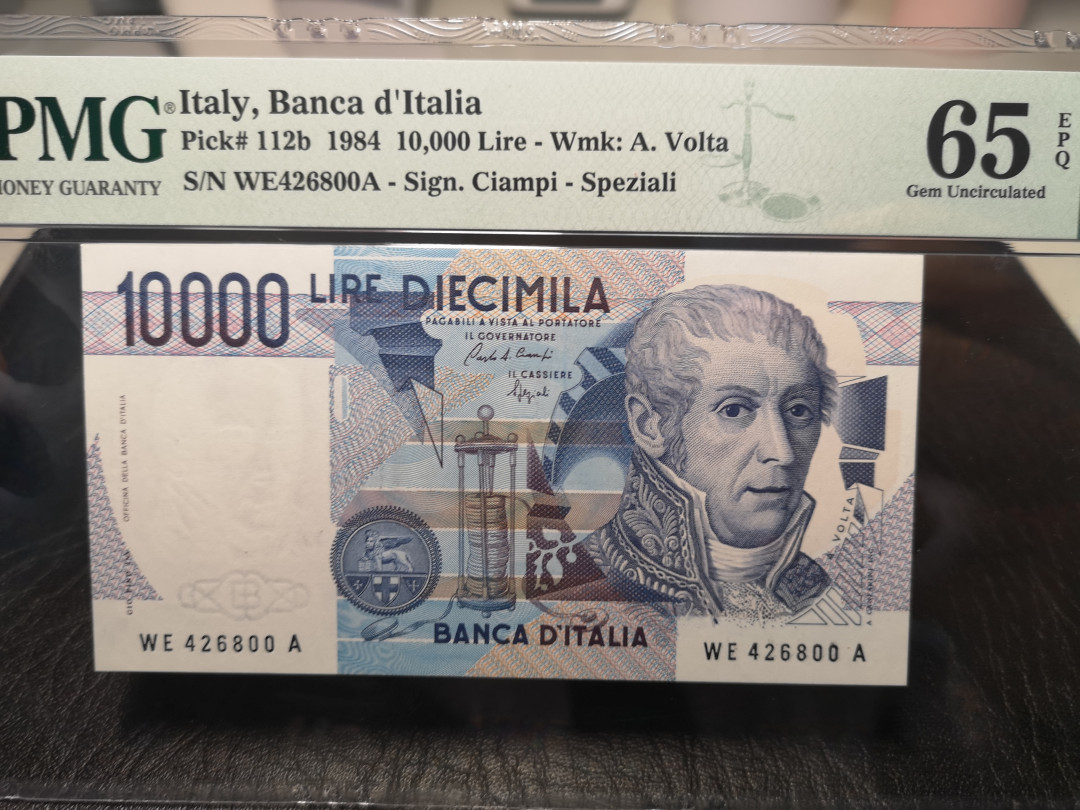 PMG®
MONEY GUARANTY
Italy, Banca d'Italia
Pick# 112b 1984 10,000 Lire - Wmk: A. Volta
S/N WE426800A - Sign. Ciampi - Speziali
65
EPQ
Gem Uncirculated
10000 LIRE DIECIMILA
PAGABILI A VISTA AL PORTATORE
IL GOVERNATORE
IL CASSIERE
Speziali
OFFICINA DELLA BANCA D'ITALIA
A. VOLTA
BANCA D'ITALIA
WE 426800 A
WE 426800 A